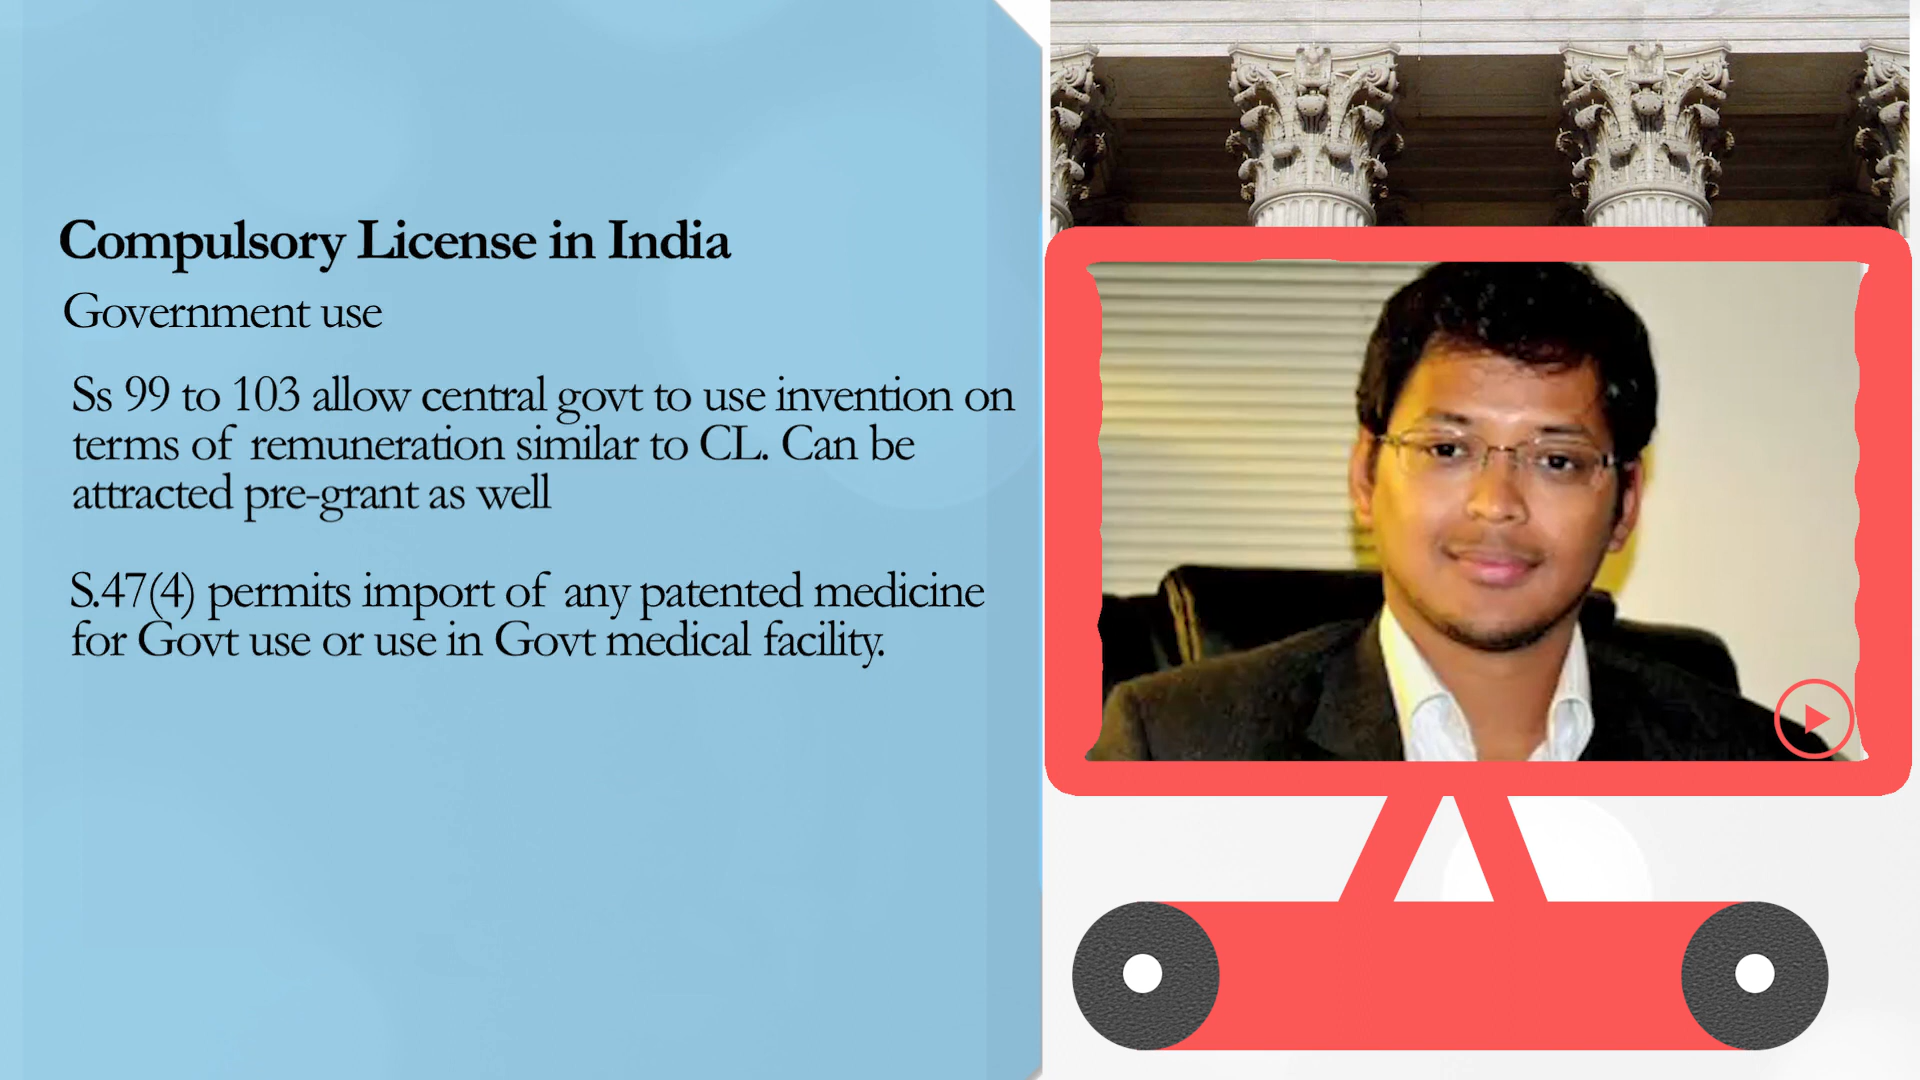 Compulsory License in India
Government use
Ss 99 to 103 allow central govt to use invention on
terms of remuneration similar to CL. Can be
attracted pre-grant as well
S.47(4) permits import of any patented medicine
for Govt use or use in Govt medical facility.